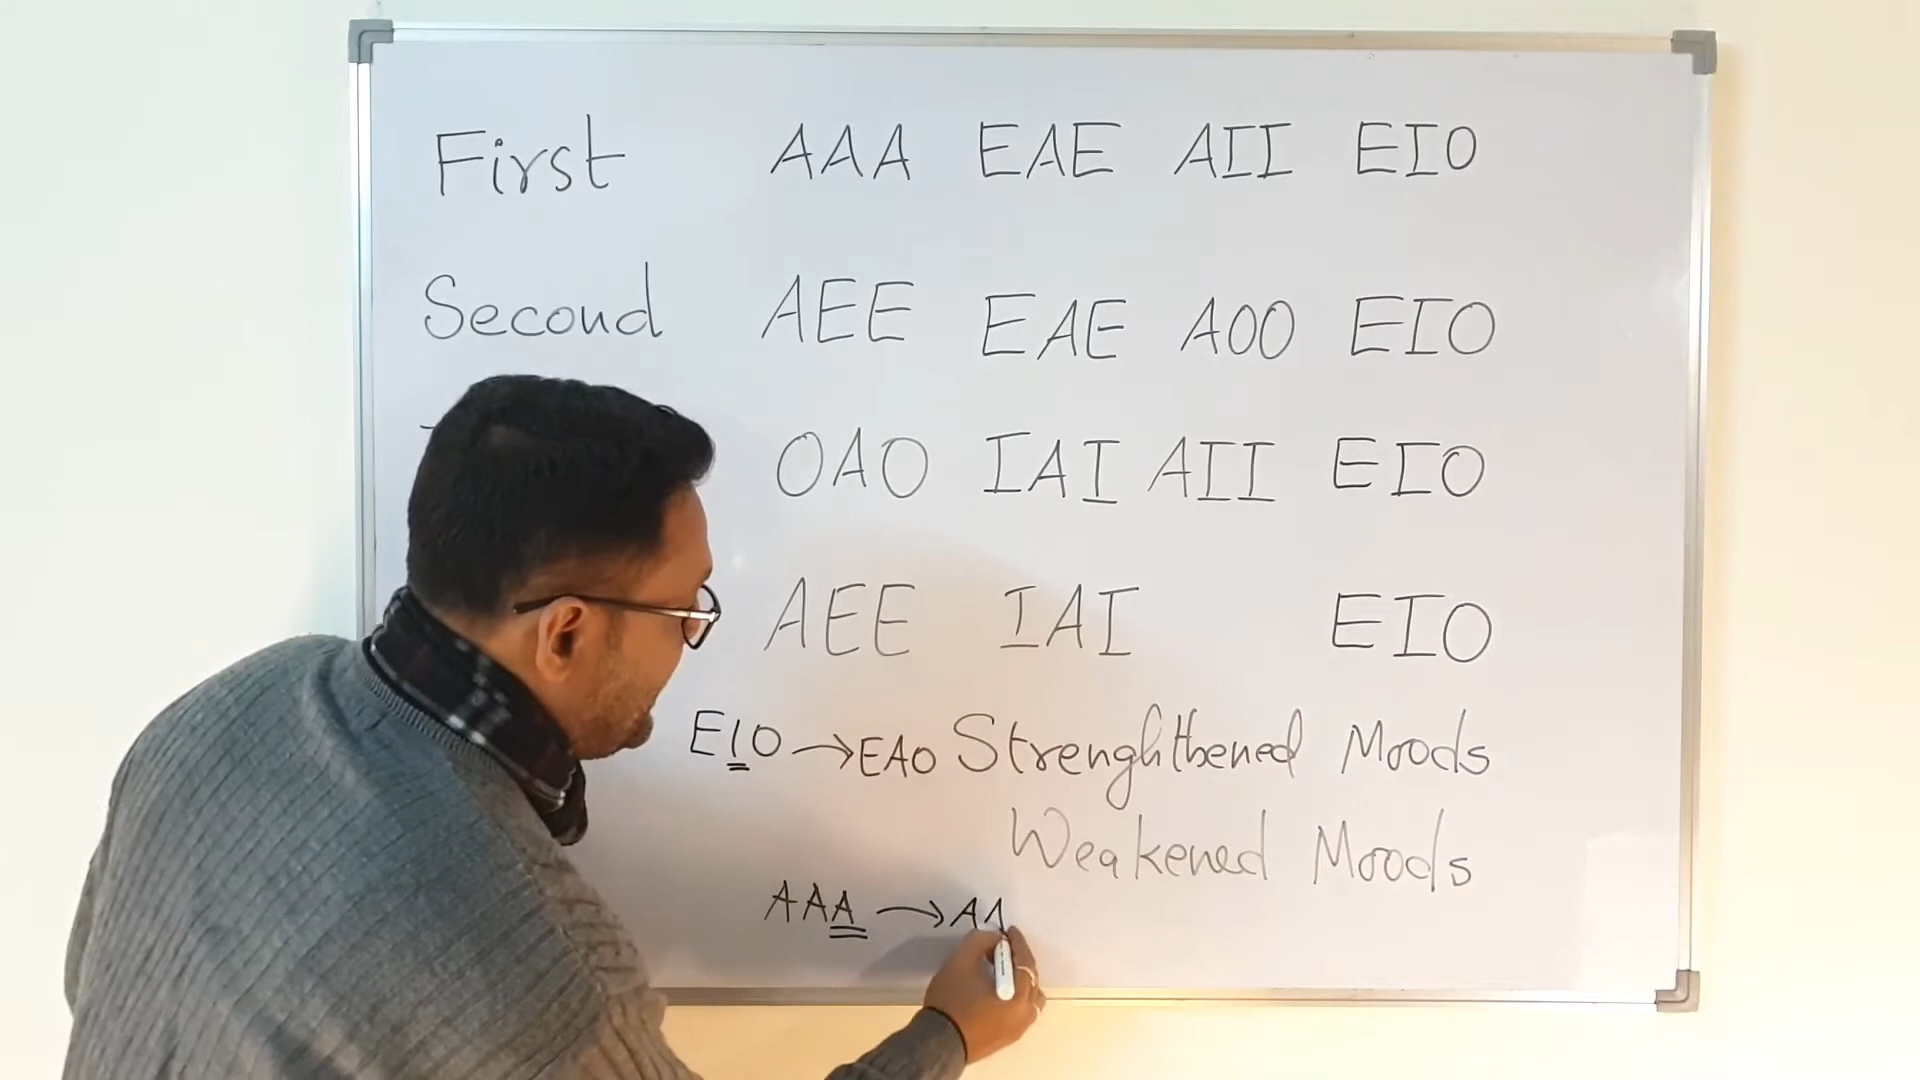 First AAA EAE AII EIO
Second AEE EAE AOO EIO
OAO IAI AII EIO
AEE IAI EIO
EIO → EAO Strenghthened Moods
Weakened Moods
AAA → AA